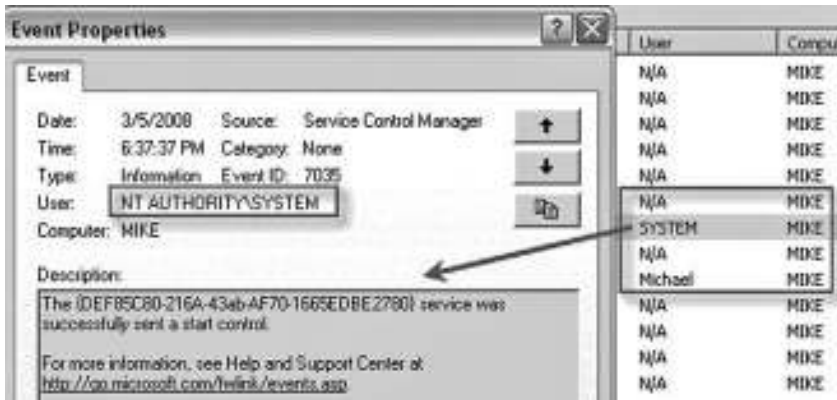 Event Properties
Event
Date: 3/5/2008 Source: Service Control Manager
Time: 6:37:37 PM Category: None
Type: Information Event ID: 7035
User: NT AUTHORITY\SYSTEM
Computer: MIKE
Description:
The {DEF85C80-216A-43ab-AF70-1665EDBE2780} service was
successfully sent a start control.
For more information, see Help and Support Center at
http://go.microsoft.com/fwlink/events.asp.
User Compu
N/A MIKE
N/A MIKE
N/A MIKE
N/A MIKE
N/A MIKE
N/A MIKE
SYSTEM MIKE
N/A MIKE
Michael MIKE
N/A MIKE
N/A MIKE
N/A MIKE
N/A MIKE